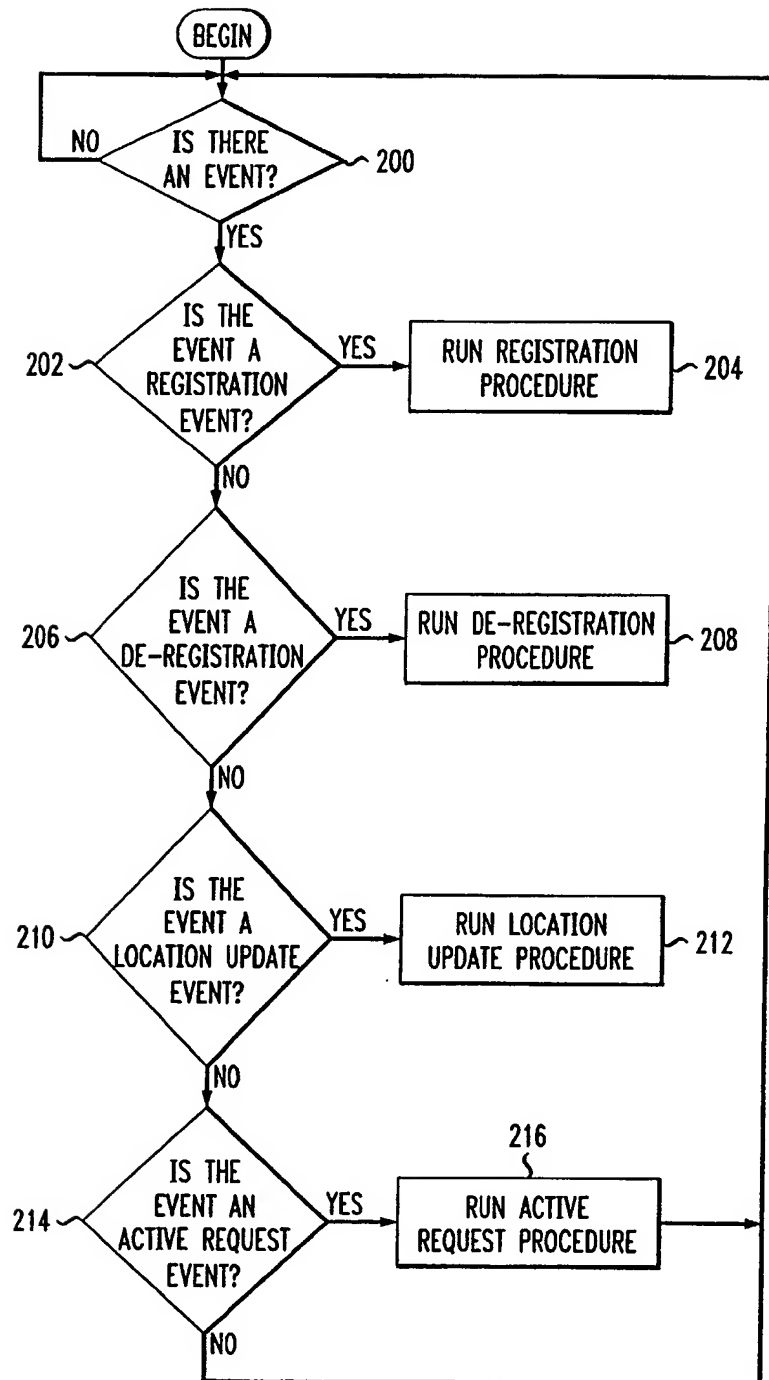 BEGIN
NO
IS THERE
AN EVENT?
200
YES
IS THE
EVENT A
REGISTRATION
EVENT?
202
YES
RUN REGISTRATION
PROCEDURE
204
NO
IS THE
EVENT A
DE-REGISTRATION
EVENT?
206
YES
RUN DE-REGISTRATION
PROCEDURE
208
NO
IS THE
EVENT A
LOCATION UPDATE
EVENT?
210
YES
RUN LOCATION
UPDATE PROCEDURE
212
NO
IS THE
EVENT AN
ACTIVE REQUEST
EVENT?
214
YES
216
RUN ACTIVE
REQUEST PROCEDURE
NO